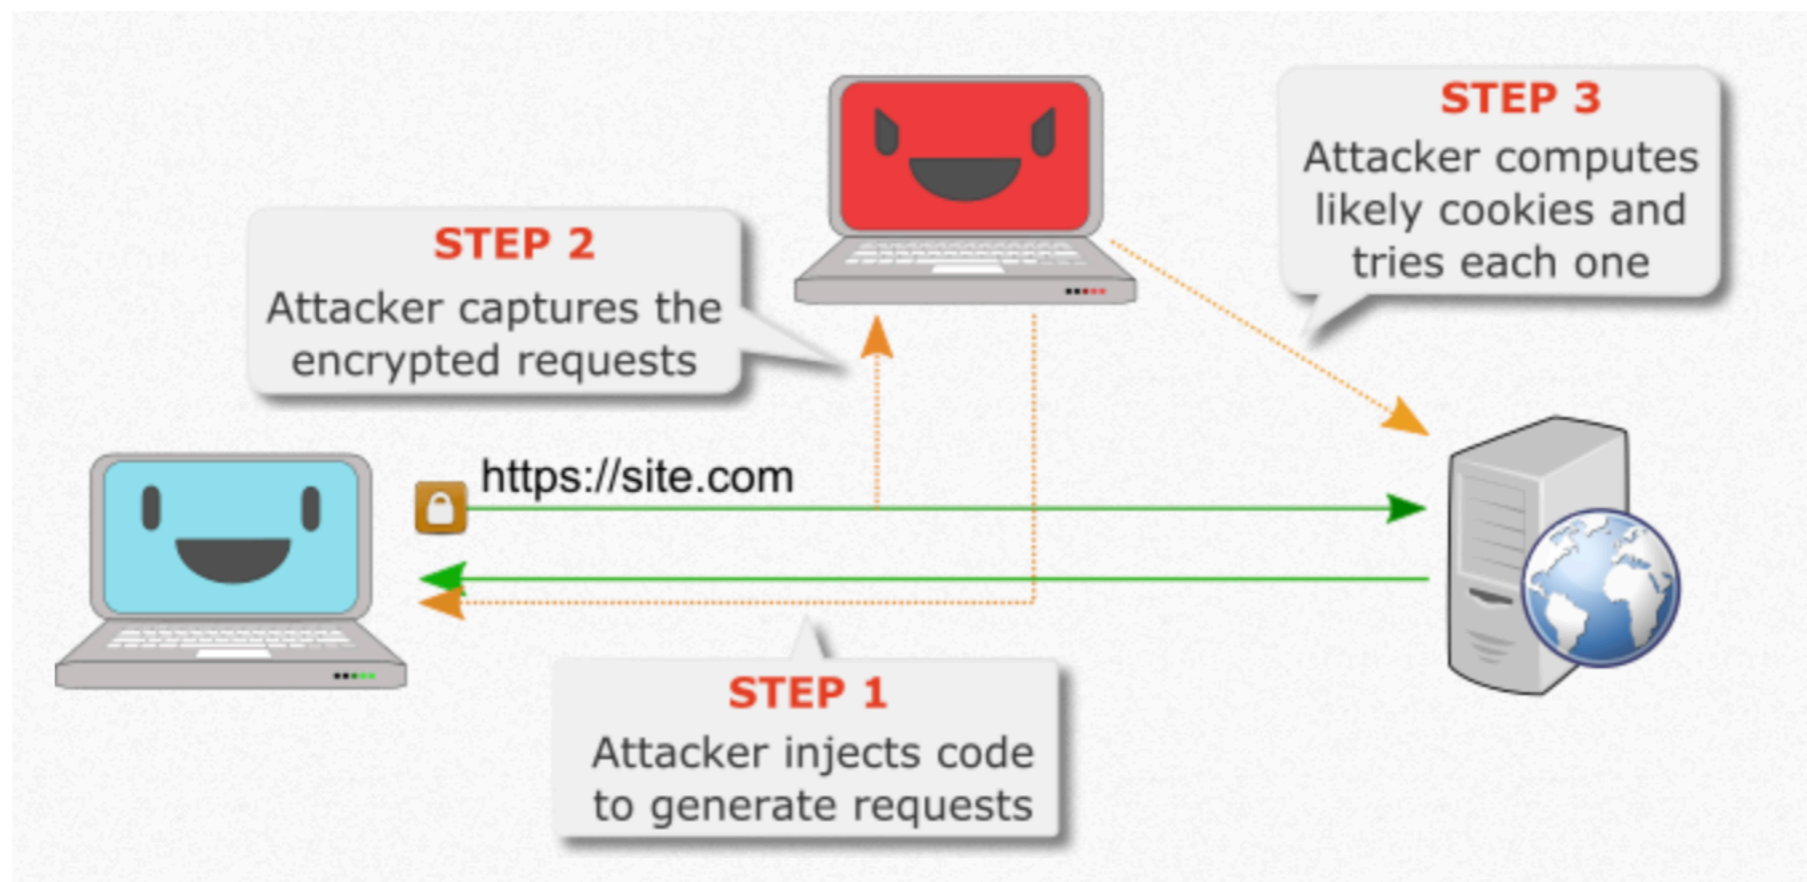 STEP 3
Attacker computes
likely cookies and
tries each one
STEP 2
Attacker captures the
encrypted requests
https://site.com
STEP 1
Attacker injects code
to generate requests